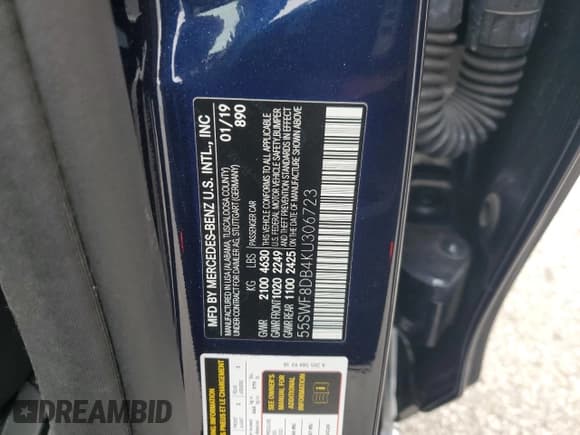 MFD BY MERCEDES-BENZ U.S. INTL., INC
MANUFACTURED IN USA (ALABAMA, TUSCALOOSA COUNTY)
UNDER CONTRACT FOR DAIMLER AG, STUTTGART (GERMANY)
01/19
890
KG LBS PASSENGER CAR
GVWR 2100 4630 THIS VEHICLE CONFORMS TO ALL APPLICABLE
GAWR FRONT 1020 2249 U.S. FEDERAL MOTOR VEHICLE SAFETY, BUMPER
GAWR REAR 1100 2425 AND THEFT PREVENTION STANDARDS IN EFFECT
ON THE DATE OF MANUFACTURE SHOWN ABOVE
55SWF8DB4KU306723
SEE OWNER'S
MANUAL FOR
ADDITIONAL
INFORMATION
DREAMBID